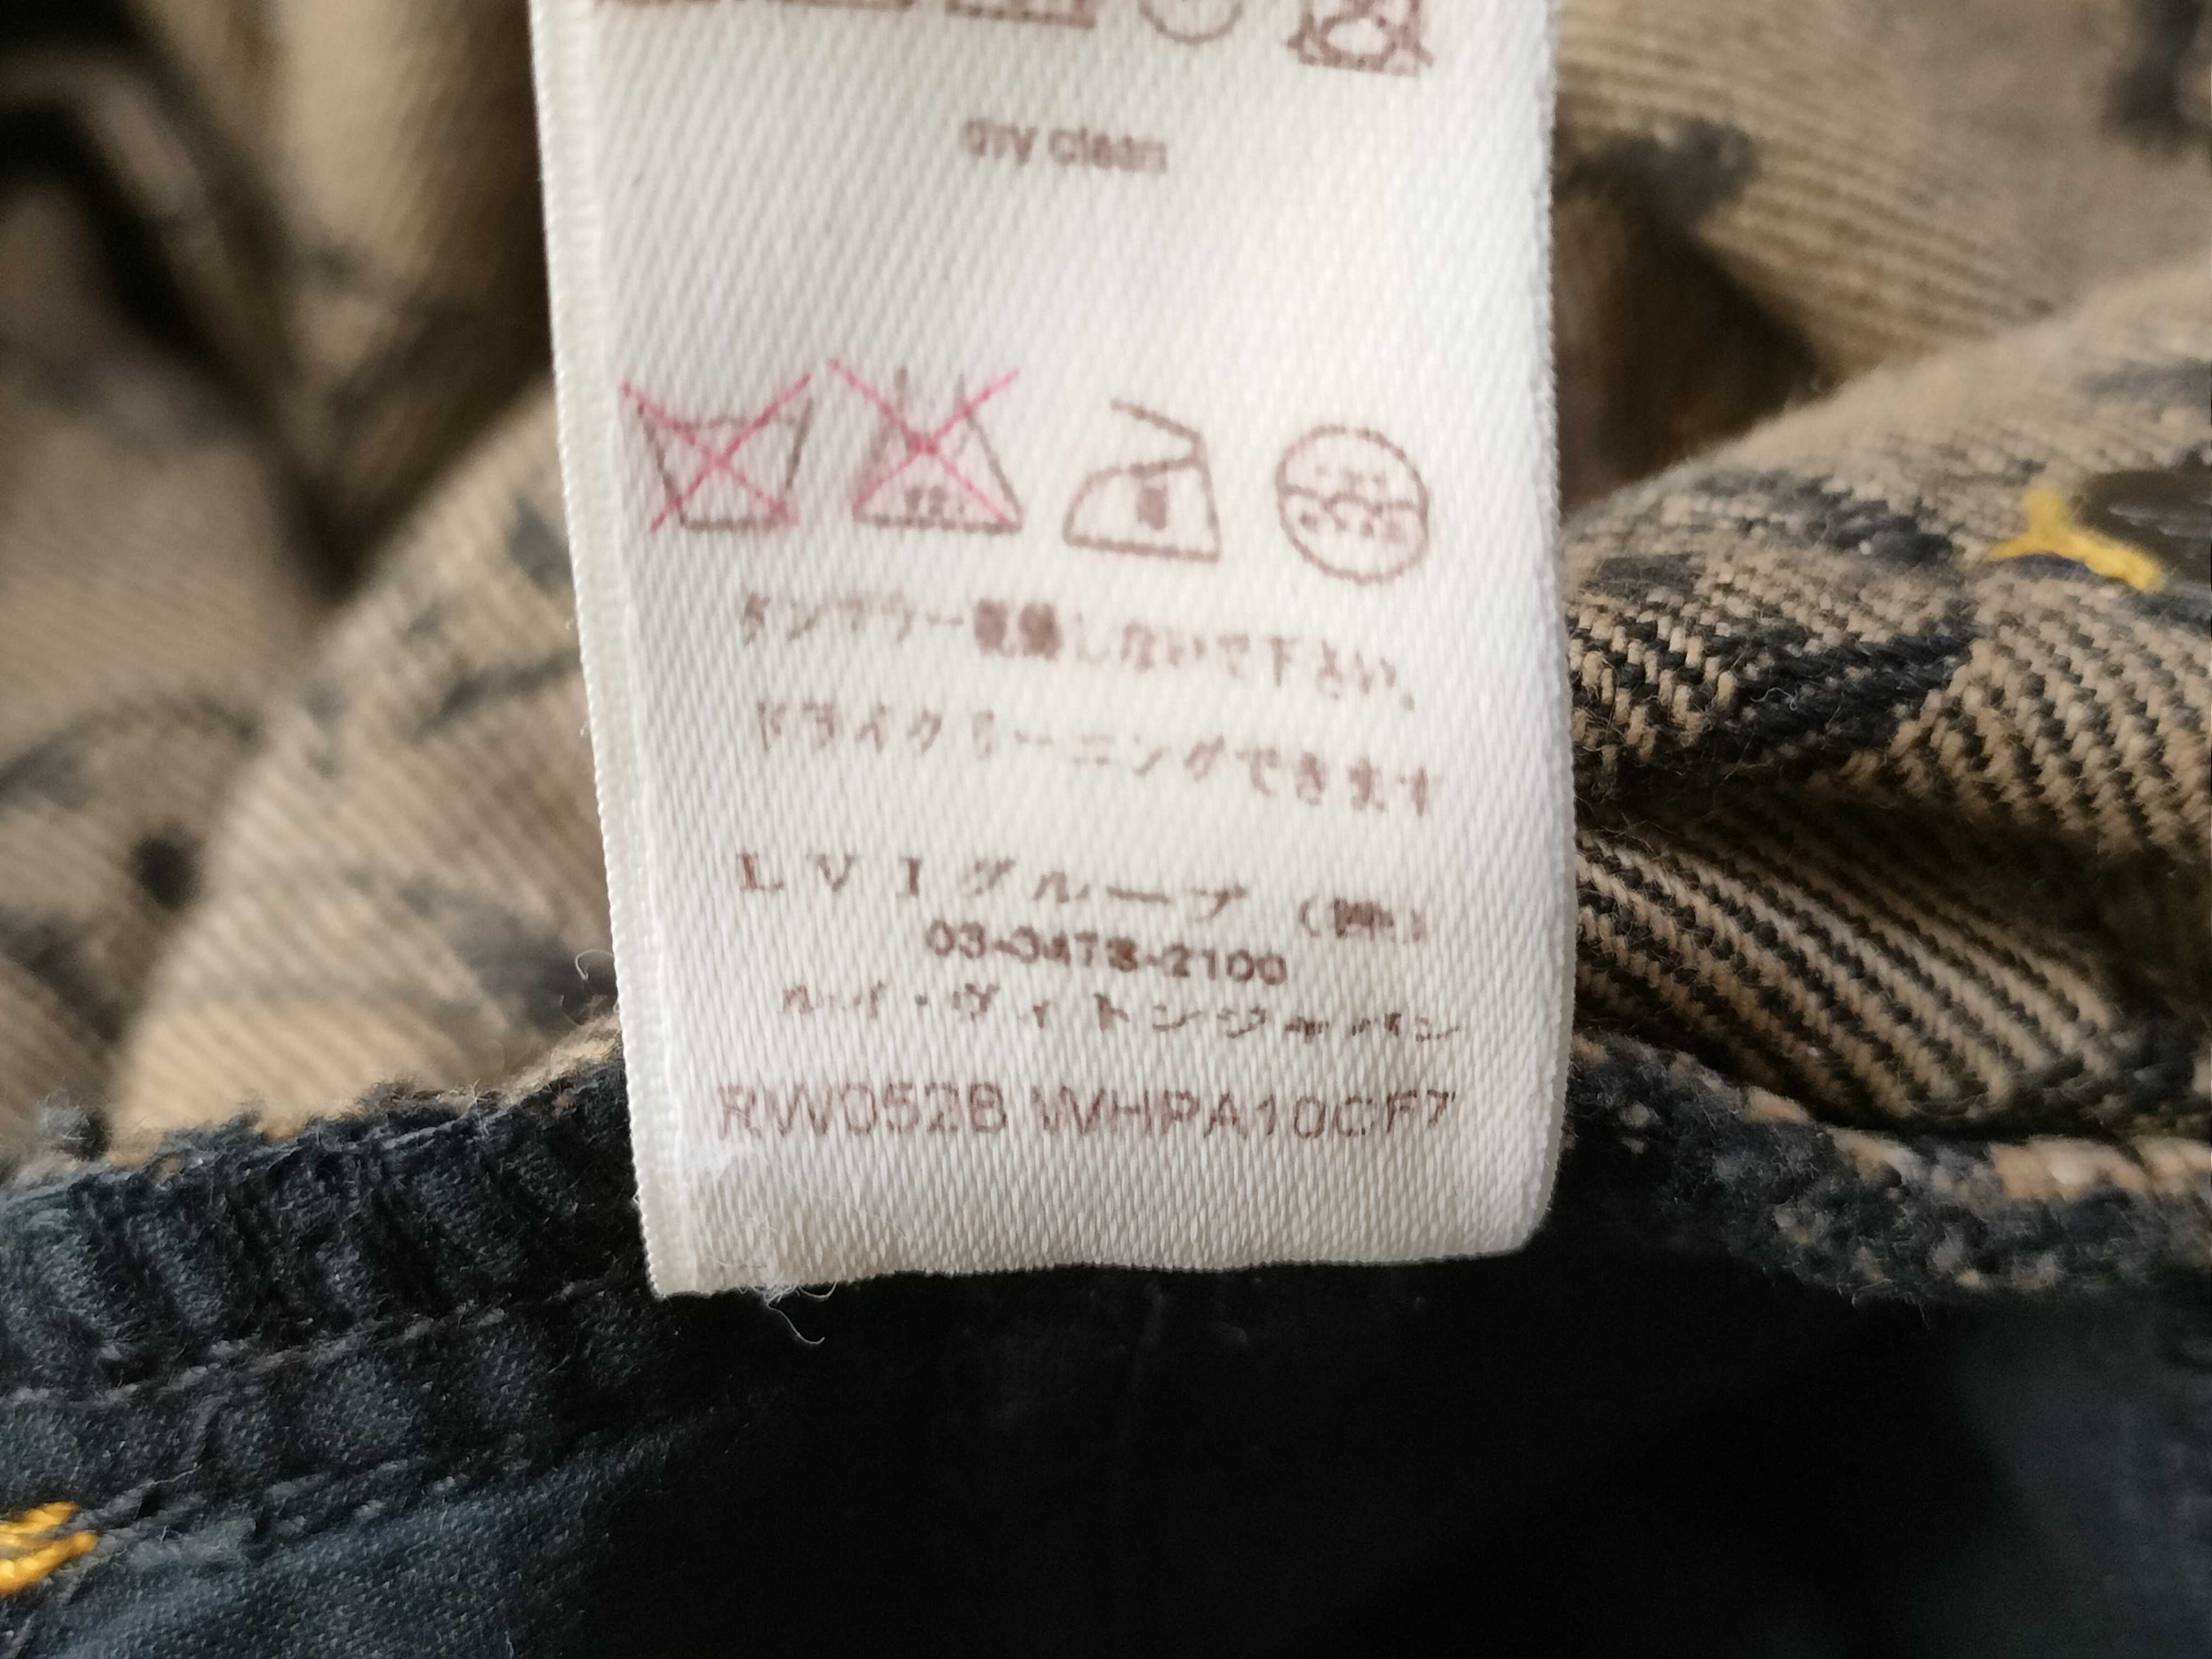 dry clean
タンブラー乾燥しないで下さい。
ドライクリーニングできます
ＬＶＪグループ（株）
03-3478-2100
ルイ・ヴィトンジャパン
RW052B WHPA10CF7